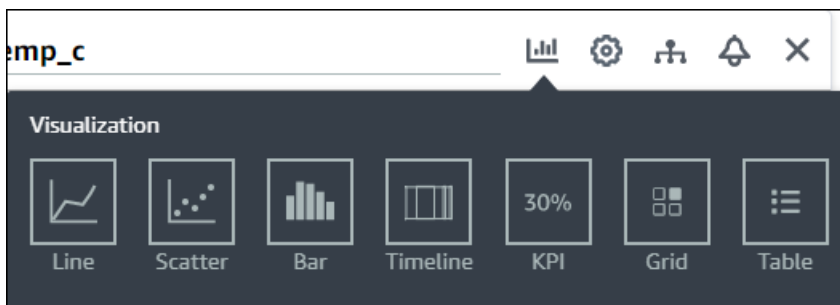 emp_c
Visualization
30%
Line Scatter Bar Timeline KPI Grid Table